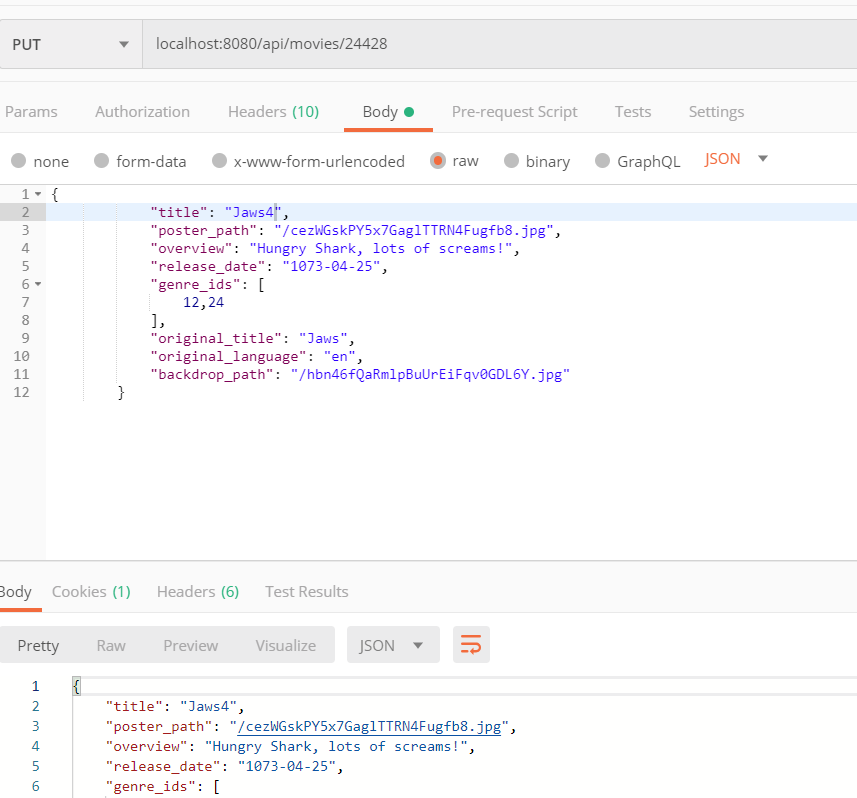 PUT localhost:8080/api/movies/24428
Params Authorization Headers (10) Body Pre-request Script Tests Settings
none form-data x-www-form-urlencoded raw binary GraphQL JSON
1 {
2 "title": "Jaws4",
3 "poster_path": "/cezWGskPY5x7GaglTTRN4Fugfb8.jpg",
4 "overview": "Hungry Shark, lots of screams!",
5 "release_date": "1073-04-25",
6 "genre_ids": [
7 12,24
8 ],
9 "original_title": "Jaws",
10 "original_language": "en",
11 "backdrop_path": "/hbn46fQaRmlpBuUrEiFqv0GDL6Y.jpg"
12 }
Body Cookies (1) Headers (6) Test Results
Pretty Raw Preview Visualize JSON
1 {
2 "title": "Jaws4",
3 "poster_path": "/cezWGskPY5x7GaglTTRN4Fugfb8.jpg",
4 "overview": "Hungry Shark, lots of screams!",
5 "release_date": "1073-04-25",
6 "genre_ids": [